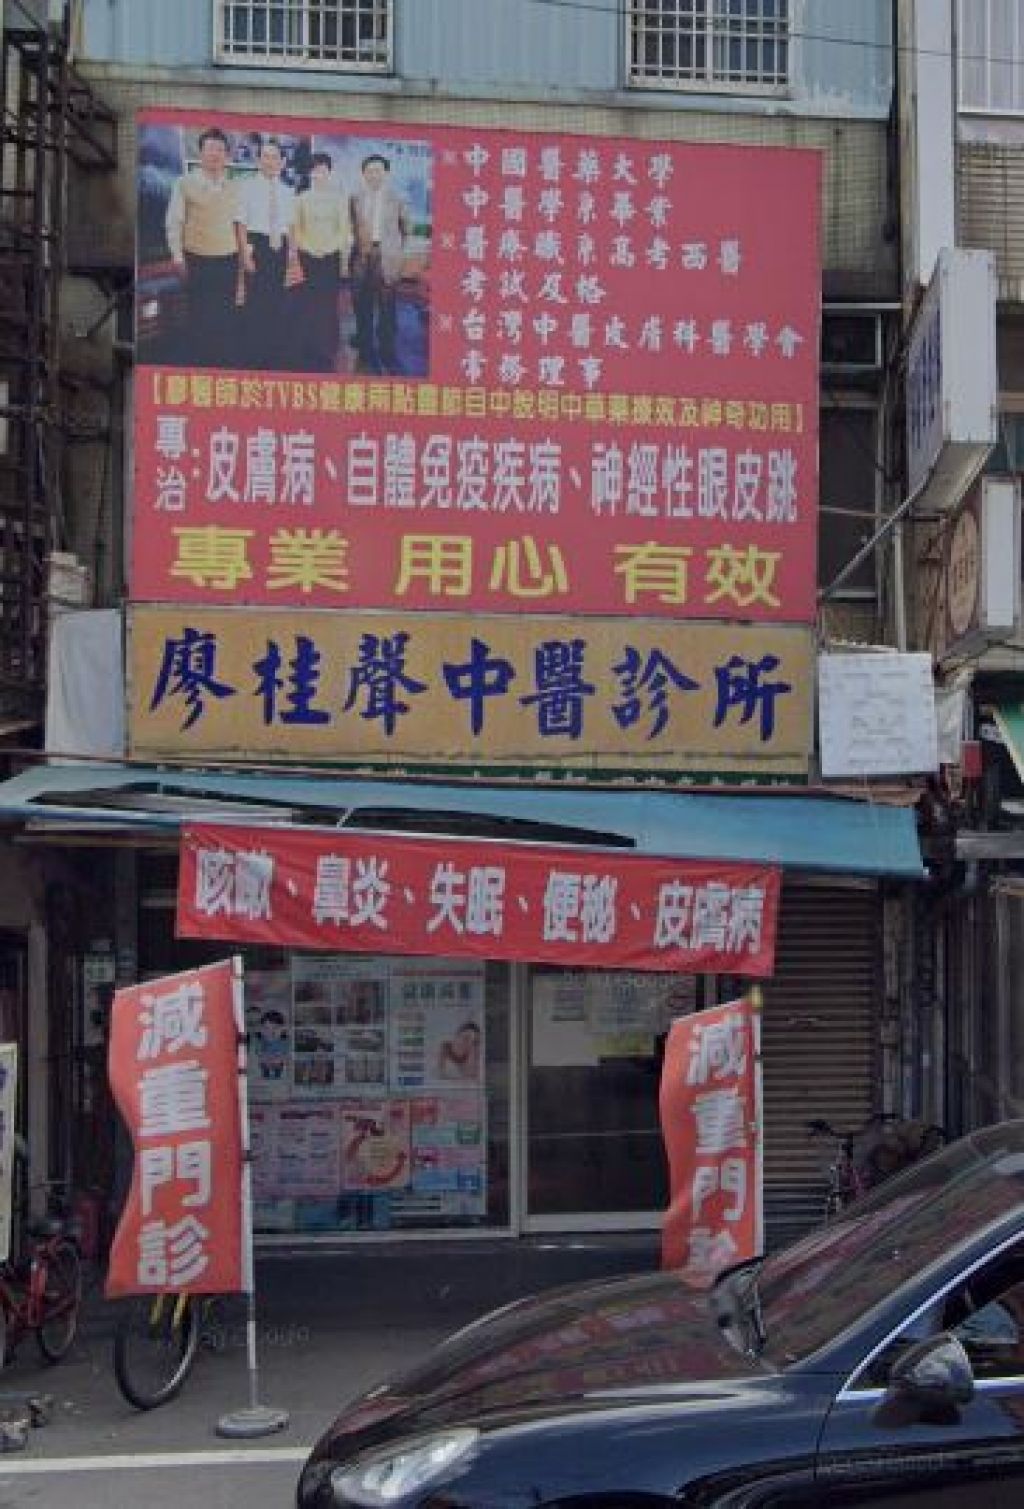 ※中國醫藥大學
中醫學系畢業
※醫療職系高考西醫
考試及格
※台灣中醫皮膚科醫學會
常務理事
【廖醫師於TVBS健康兩點靈節目中說明中草藥療效及神奇功用】
專治:皮膚病、自體免疫疾病、神經性眼皮跳
專業 用心 有效
廖桂聲中醫診所
咳嗽、鼻炎、失眠、便秘、皮膚病
減重門診
減重門診